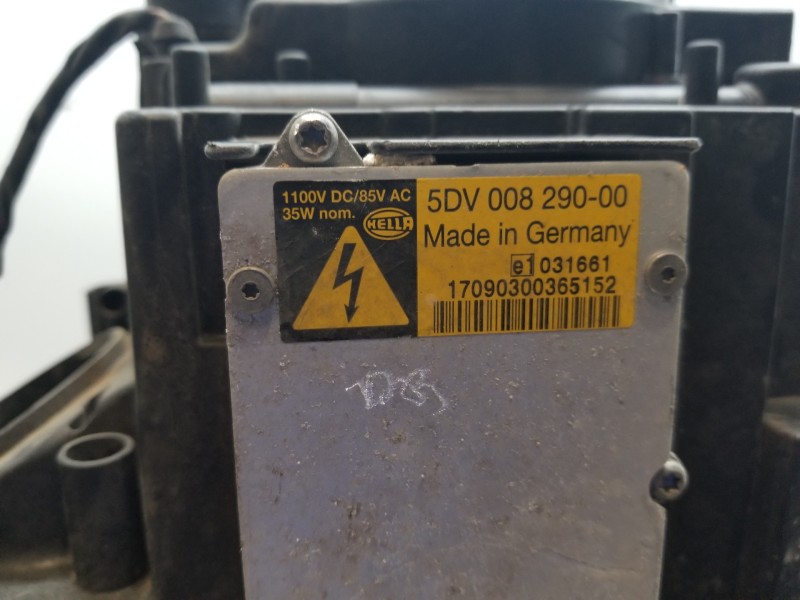 1100V DC/85V AC
35W nom.
HELLA
5DV 008 290-00
Made in Germany
e1 031661
17090300365152